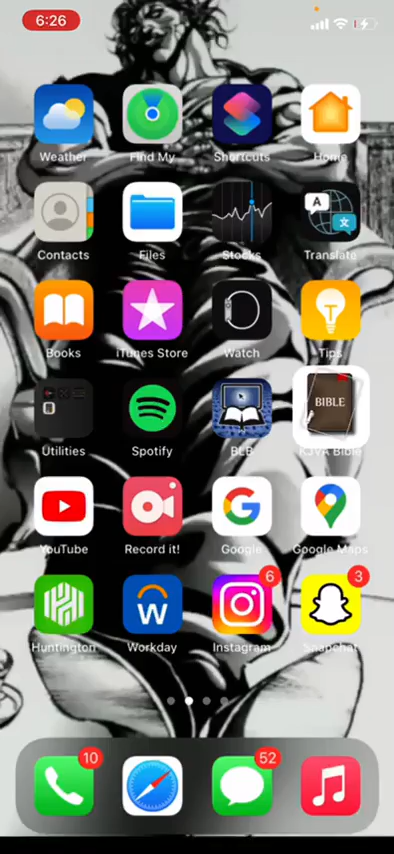 6:26
Weather Find My Shortcuts Home
A 文
Contacts Files Stocks Translate
T
Books iTunes Store Watch Tips
BIBLE
Utilities Spotify BLB KJVA Bible
G
YouTube Record it! Google Google Maps
W 6 3
Huntington Workday Instagram Snapchat
10 52